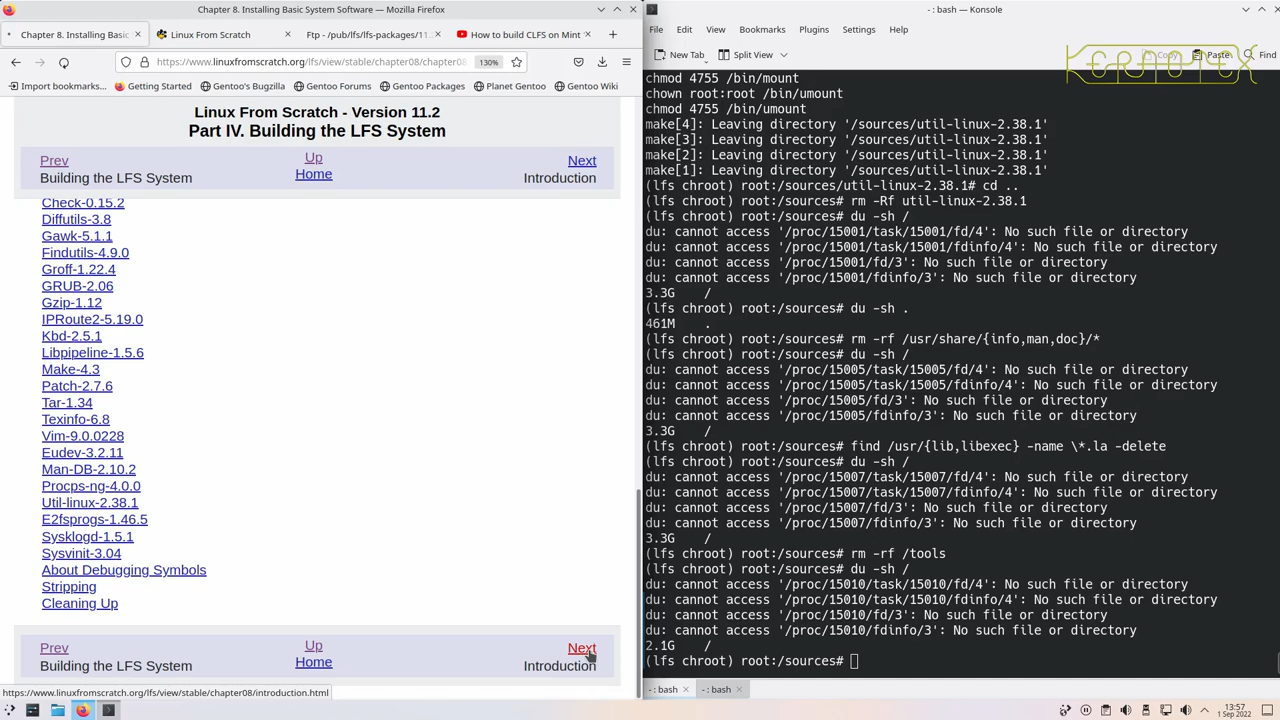 Chapter 8. Installing Basic System Software — Mozilla Firefox
Chapter 8. Installing Basic
Linux From Scratch
Ftp - /pub/lfs/lfs-packages/11.
How to build CLFS on Mint
https://www.linuxfromscratch.org/lfs/view/stable/chapter08/chapter
130%
Import bookmarks...
Getting Started
Gentoo's Bugzilla
Gentoo Forums
Gentoo Packages
Planet Gentoo
Gentoo Wiki
Linux From Scratch - Version 11.2
Part IV. Building the LFS System
Prev
Up
Next
Building the LFS System
Home
Introduction
Check-0.15.2
Diffutils-3.8
Gawk-5.1.1
Findutils-4.9.0
Groff-1.22.4
GRUB-2.06
Gzip-1.12
IPRoute2-5.19.0
Kbd-2.5.1
Libpipeline-1.5.6
Make-4.3
Patch-2.7.6
Tar-1.34
Texinfo-6.8
Vim-9.0.0228
Eudev-3.2.11
Man-DB-2.10.2
Procps-ng-4.0.0
Util-linux-2.38.1
E2fsprogs-1.46.5
Sysklogd-1.5.1
Sysvinit-3.04
About Debugging Symbols
Stripping
Cleaning Up
Prev
Up
Next
Building the LFS System
Home
Introduction
https://www.linuxfromscratch.org/lfs/view/stable/chapter08/introduction.html
- : bash — Konsole
File
Edit
View
Bookmarks
Plugins
Settings
Help
New Tab
Split View
Copy
Paste
Find
KERNOTEX
chmod 4755 /bin/mount
chown root:root /bin/umount
chmod 4755 /bin/umount
make[4]: Leaving directory '/sources/util-linux-2.38.1'
make[3]: Leaving directory '/sources/util-linux-2.38.1'
make[2]: Leaving directory '/sources/util-linux-2.38.1'
make[1]: Leaving directory '/sources/util-linux-2.38.1'
(lfs chroot) root:/sources/util-linux-2.38.1# cd ..
(lfs chroot) root:/sources# rm -Rf util-linux-2.38.1
(lfs chroot) root:/sources# du -sh /
du: cannot access '/proc/15001/task/15001/fd/4': No such file or directory
du: cannot access '/proc/15001/task/15001/fdinfo/4': No such file or directory
du: cannot access '/proc/15001/fd/3': No such file or directory
du: cannot access '/proc/15001/fdinfo/3': No such file or directory
3.3G /
(lfs chroot) root:/sources# du -sh .
461M .
(lfs chroot) root:/sources# rm -rf /usr/share/{info,man,doc}/*
(lfs chroot) root:/sources# du -sh /
du: cannot access '/proc/15005/task/15005/fd/4': No such file or directory
du: cannot access '/proc/15005/task/15005/fdinfo/4': No such file or directory
du: cannot access '/proc/15005/fd/3': No such file or directory
du: cannot access '/proc/15005/fdinfo/3': No such file or directory
3.3G /
(lfs chroot) root:/sources# find /usr/{lib,libexec} -name \*.la -delete
(lfs chroot) root:/sources# du -sh /
du: cannot access '/proc/15007/task/15007/fd/4': No such file or directory
du: cannot access '/proc/15007/task/15007/fdinfo/4': No such file or directory
du: cannot access '/proc/15007/fd/3': No such file or directory
du: cannot access '/proc/15007/fdinfo/3': No such file or directory
3.3G /
(lfs chroot) root:/sources# rm -rf /tools
(lfs chroot) root:/sources# du -sh /
du: cannot access '/proc/15010/task/15010/fd/4': No such file or directory
du: cannot access '/proc/15010/task/15010/fdinfo/4': No such file or directory
du: cannot access '/proc/15010/fd/3': No such file or directory
du: cannot access '/proc/15010/fdinfo/3': No such file or directory
2.1G /
(lfs chroot) root:/sources#
- : bash
- : bash
13:57
1 Sep 2022